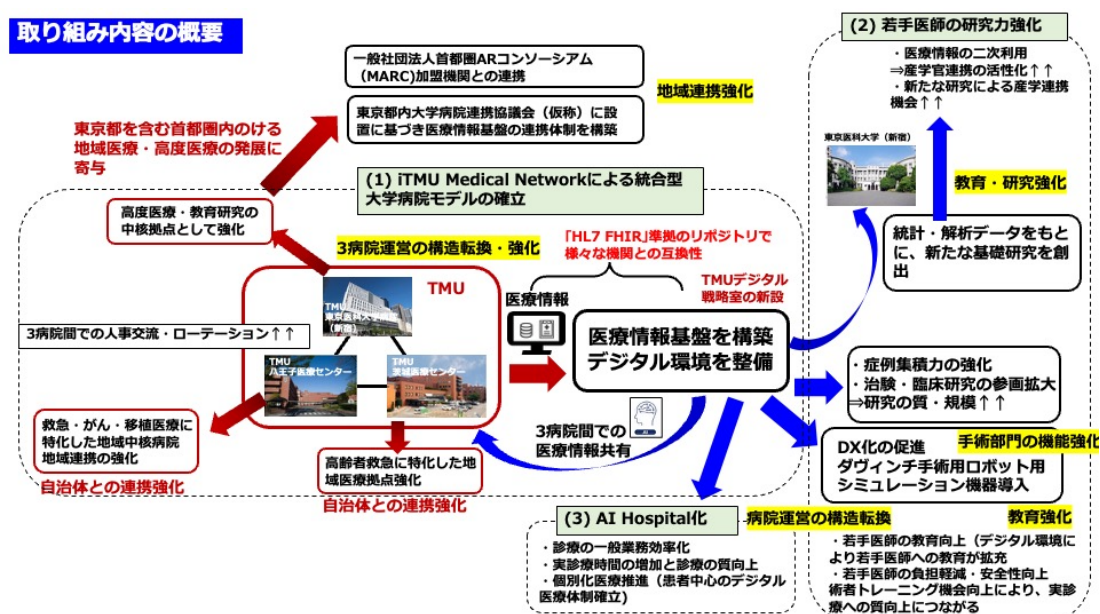 取り組み内容の概要
一般社団法人首都圏ARコンソーシアム
（MARC)加盟機関との連携
東京都内大学病院連携協議会（仮称）に設
置に基づき医療情報基盤の連携体制を構築
地域連携強化
東京都を含む首都圏内のける
地域医療・高度医療の発展に
寄与
(1) iTMU Medical Networkによる統合型
大学病院モデルの確立
高度医療・教育研究の
中核拠点として強化
3病院運営の構造転換・強化
TMU
TMU
東京医科大学病院
（新宿）
3病院間での人事交流・ローテーション↑↑
TMU
八王子医療センター
TMU
茨城医療センター
救急・がん・移植医療に
特化した地域中核病院
地域連携の強化
自治体との連携強化
高齢者救急に特化した地
域医療拠点強化
自治体との連携強化
「HL7 FHIR」準拠のリポジトリで
様々な機関との互換性
TMUデジタル
戦略室の新設
医療情報
医療情報基盤を構築
デジタル環境を整備
AI
3病院間での
医療情報共有
(2) 若手医師の研究力強化
・医療情報の二次利用
⇒産学官連携の活性化↑↑
・新たな研究による産学連携
機会↑↑
東京医科大学（新宿）
教育・研究強化
統計・解析データをもと
に、新たな基礎研究を創
出
・症例集積力の強化
・治験・臨床研究の参画拡大
⇒研究の質・規模↑↑
手術部門の機能強化
DX化の促進
ダヴィンチ手術用ロボット用
シミュレーション機器導入
教育強化
・若手医師の教育向上（デジタル環境に
より若手医師への教育が拡充
・若手医師の負担軽減・安全性向上
術者トレーニング機会向上により、実診
療への質向上につながる
(3) AI Hospital化
病院運営の構造転換
・診療の一般業務効率化
・実診療時間の増加と診療の質向上
・個別化医療推進（患者中心のデジタル
医療体制確立)